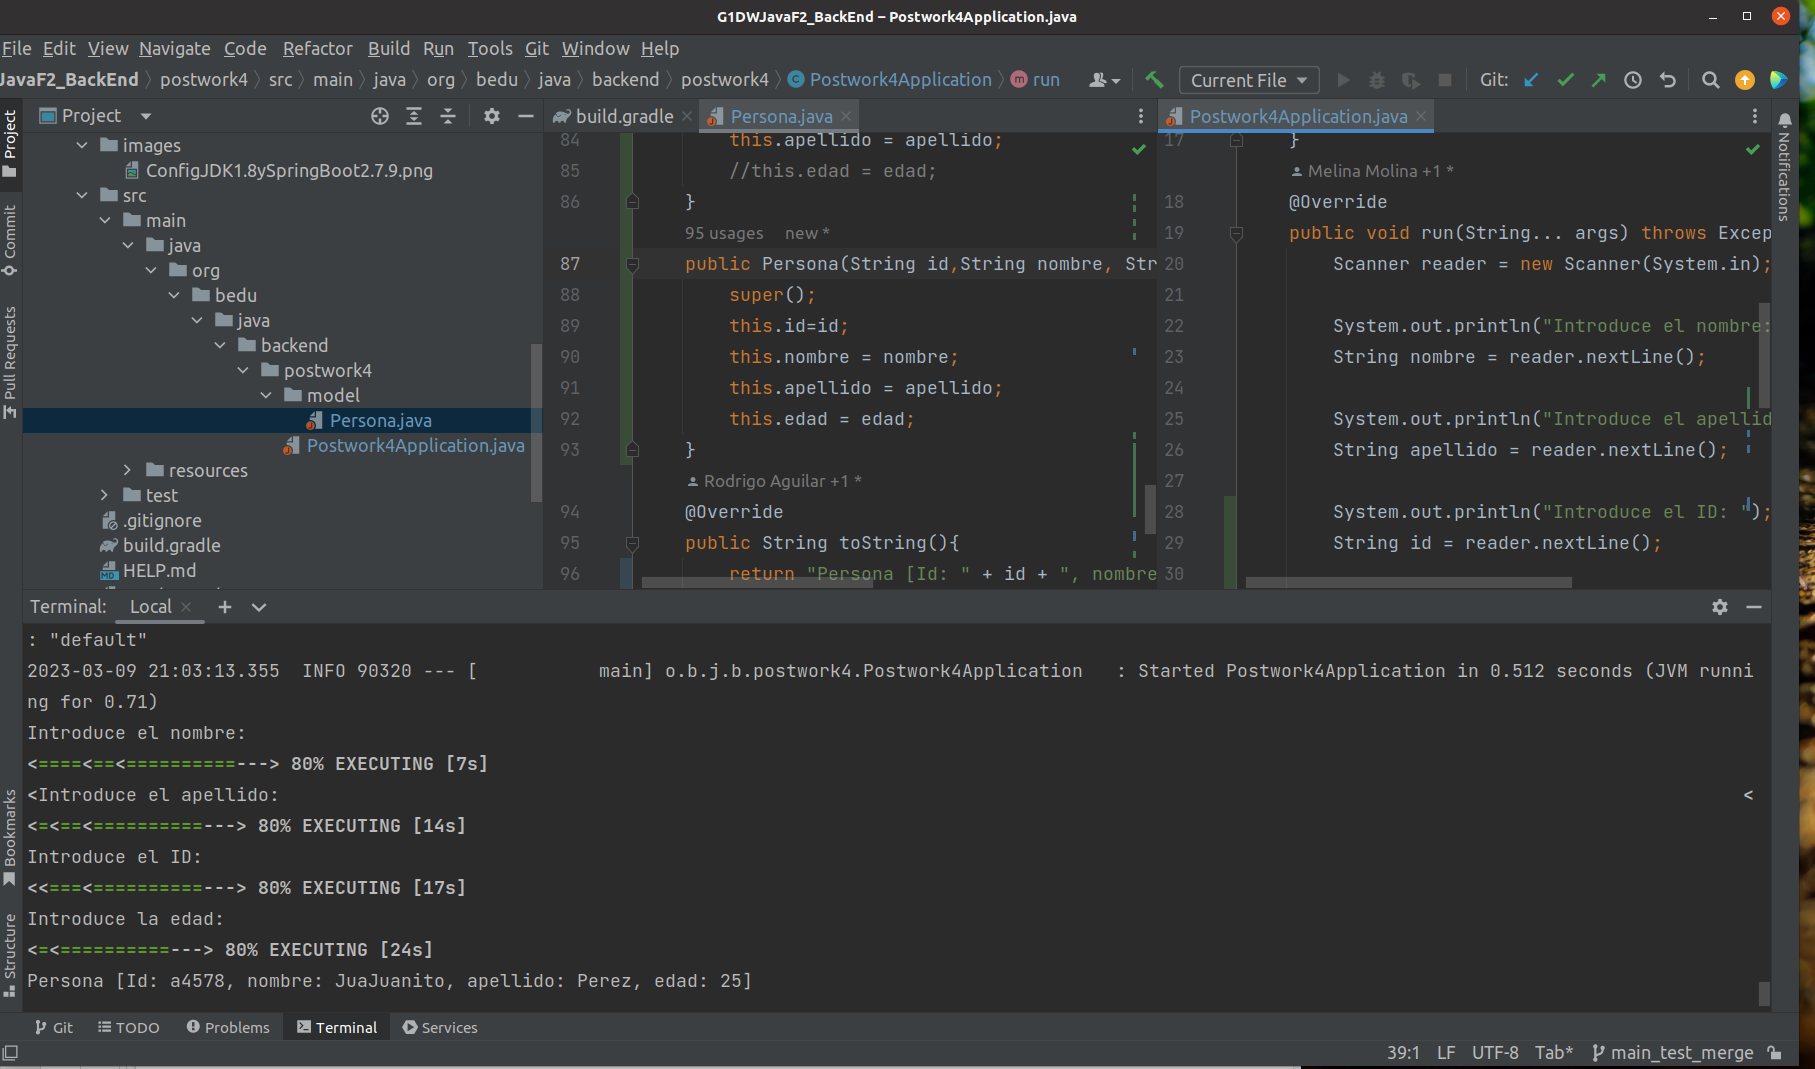 G1DWJavaF2_BackEnd – Postwork4Application.java
File Edit View Navigate Code Refactor Build Run Tools Git Window Help
JavaF2_BackEnd postwork4 src main java org bedu java backend postwork4 Postwork4Application run Current File Git:
Project
Commit
Pull Requests
Bookmarks
Structure
Project
images
ConfigJDK1.8ySpringBoot2.7.9.png
src
main
java
org
bedu
java
backend
postwork4
model
Persona.java
Postwork4Application.java
resources
test
.gitignore
build.gradle
HELP.md
build.gradle Persona.java
84 this.apellido = apellido;
85 //this.edad = edad;
86 }
95 usages new *
87 public Persona(String id,String nombre, Str
88 super();
89 this.id=id;
90 this.nombre = nombre;
91 this.apellido = apellido;
92 this.edad = edad;
93 }
Rodrigo Aguilar +1 *
94 @Override
95 public String toString(){
96 return "Persona [Id: " + id + ", nombre
Postwork4Application.java
17 }
Melina Molina +1 *
18 @Override
19 public void run(String... args) throws Excep
20 Scanner reader = new Scanner(System.in);
21
22 System.out.println("Introduce el nombre:
23 String nombre = reader.nextLine();
24
25 System.out.println("Introduce el apellid
26 String apellido = reader.nextLine();
27
28 System.out.println("Introduce el ID: ");
29 String id = reader.nextLine();
30
Notifications
Terminal: Local
: "default"
2023-03-09 21:03:13.355  INFO 90320 --- [           main] o.b.j.b.postwork4.Postwork4Application   : Started Postwork4Application in 0.512 seconds (JVM runni
ng for 0.71)
Introduce el nombre:
<====<==<==========---> 80% EXECUTING [7s]
<Introduce el apellido: <
<=<==<==========---> 80% EXECUTING [14s]
Introduce el ID:
<<===<==========---> 80% EXECUTING [17s]
Introduce la edad:
<=<==========---> 80% EXECUTING [24s]
Persona [Id: a4578, nombre: JuaJuanito, apellido: Perez, edad: 25]
Git TODO Problems Terminal Services
39:1 LF UTF-8 Tab* main_test_merge